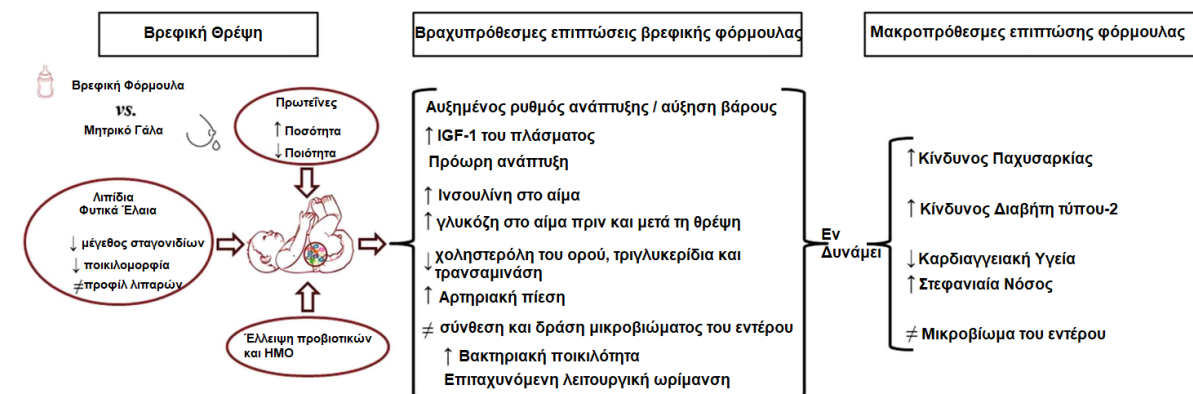 Βρεφική Θρέψη
Βρεφική Φόρμουλα
vs.
Μητρικό Γάλα
Πρωτεΐνες
↑ Ποσότητα
↓ Ποιότητα
Λιπίδια
Φυτικά Έλαια
↓ μέγεθος σταγονιδίων
↓ ποικιλομορφία
≠ προφίλ λιπαρών
Έλλειψη προβιοτικών
και HMO
Βραχυπρόθεσμες επιπτώσεις βρεφικής φόρμουλας
Αυξημένος ρυθμός ανάπτυξης / αύξηση βάρους
↑ IGF-1 του πλάσματος
Πρόωρη ανάπτυξη
↑ Ινσουλίνη στο αίμα
↑ γλυκόζη στο αίμα πριν και μετά τη θρέψη
↓ χοληστερόλη του ορού, τριγλυκερίδια και
τρανσαμινάση
↑ Αρτηριακή πίεση
≠ σύνθεση και δράση μικροβιώματος του εντέρου
↑ Βακτηριακή ποικιλότητα
Επιταχυνόμενη λειτουργική ωρίμανση
Εν
Δυνάμει
Μακροπρόθεσμες επιπτώσης φόρμουλας
↑ Κίνδυνος Παχυσαρκίας
↑ Κίνδυνος Διαβήτη τύπου-2
↓ Καρδιαγγειακή Υγεία
↑ Στεφανιαία Νόσος
≠ Μικροβίωμα του εντέρου